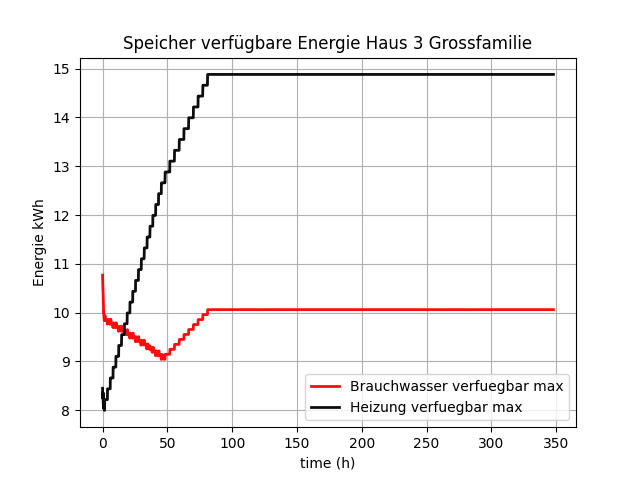 Speicher verfügbare Energie Haus 3 Grossfamilie
Energie kWh
15
14
13
12
11
10
9
8
0 50 100 150 200 250 300 350
time (h)
Brauchwasser verfuegbar max
Heizung verfuegbar max